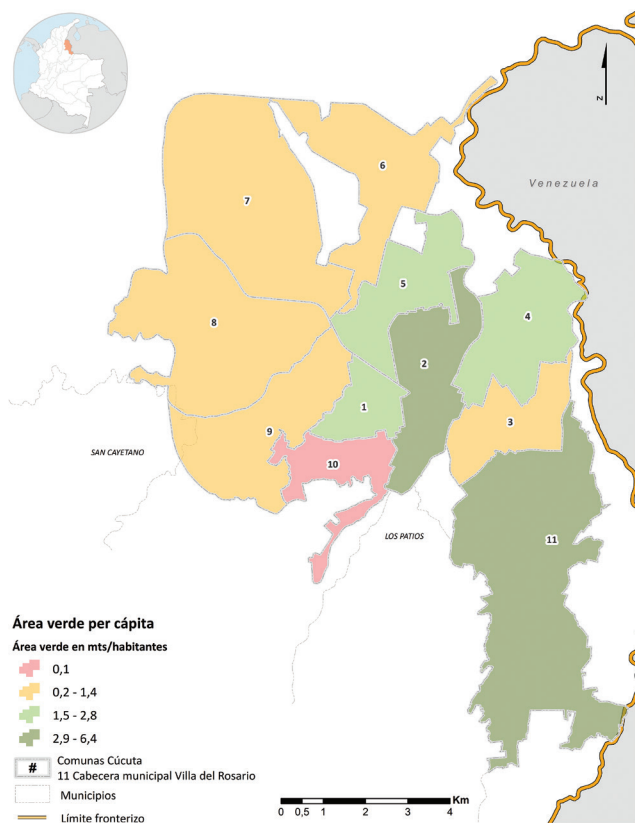 Z
Venezuela
6
7
5
4
8
2
1
3
9
SAN CAYETANO
10
LOS PATIOS
11
Área verde per cápita
Área verde en mts/habitantes
0,1
0,2 - 1,4
1,5 - 2,8
2,9 - 6,4
# Comunas Cúcuta
11 Cabecera municipal Villa del Rosario
Municipios
Límite fronterizo
Km
0 0,5 1 2 3 4